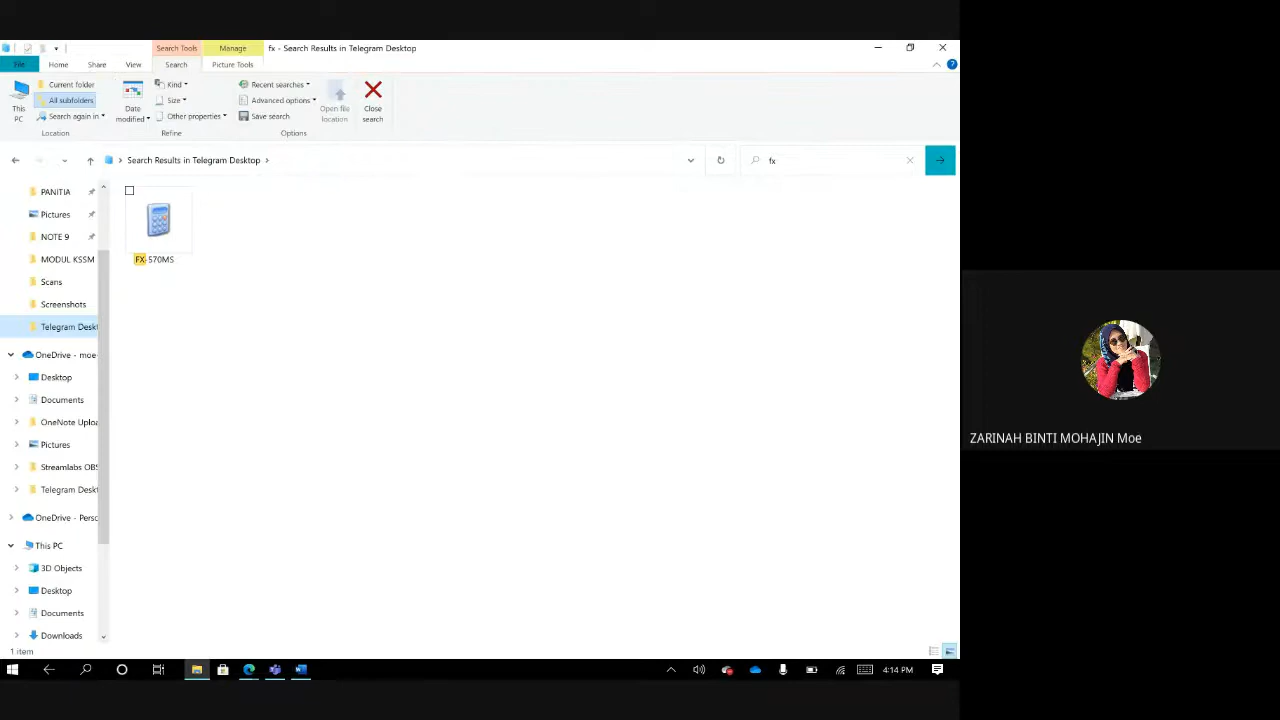 Search Tools
Manage
fx - Search Results in Telegram Desktop
File
Home
Share
View
Search
Picture Tools
This PC
Current folder
All subfolders
Search again in
Location
Date modified
Kind
Size
Other properties
Refine
Recent searches
Advanced options
Save search
Options
Open file location
Close search
Search Results in Telegram Desktop
fx
PANITIA
Pictures
NOTE 9
MODUL KSSM
Scans
Screenshots
Telegram Deskt
OneDrive - moe
Desktop
Documents
OneNote Uploa
Pictures
Streamlabs OBS
Telegram Deskt
OneDrive - Perso
This PC
3D Objects
Desktop
Documents
Downloads
FX-570MS
1 item
4:14 PM
ZARINAH BINTI MOHAJIN Moe